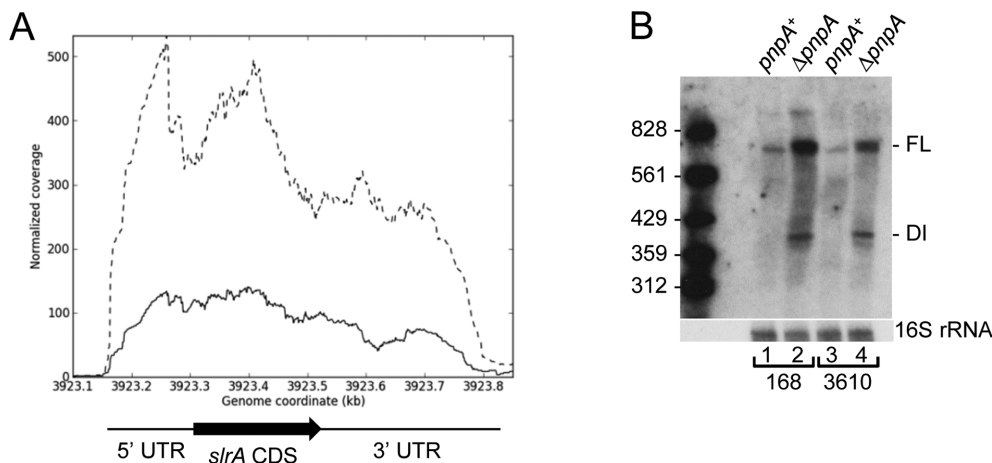 A
Normalized coverage
500
400
300
200
100
0
3923.1 3923.2 3923.3 3923.4 3923.5 3923.6 3923.7 3923.8
Genome coordinate (kb)
5' UTR slrA CDS 3' UTR
B
pnpA+ ΔpnpA pnpA+ ΔpnpA
828
561
429
359
312
FL
DI
16S rRNA
1 2 3 4
168 3610